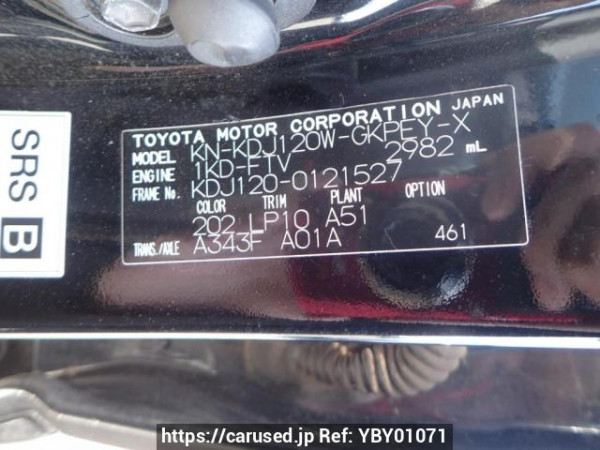 TOYOTA MOTOR CORPORATION JAPAN
MODEL KN-KDJ120W-GKPEY-X
ENGINE 1KD-FTV 2982 mL
FRAME No. KDJ120-0121527
COLOR TRIM PLANT OPTION
202 LP10 A51
TRANS./AXLE A343F A01A 461
SRS B
https://carused.jp Ref: YBY01071